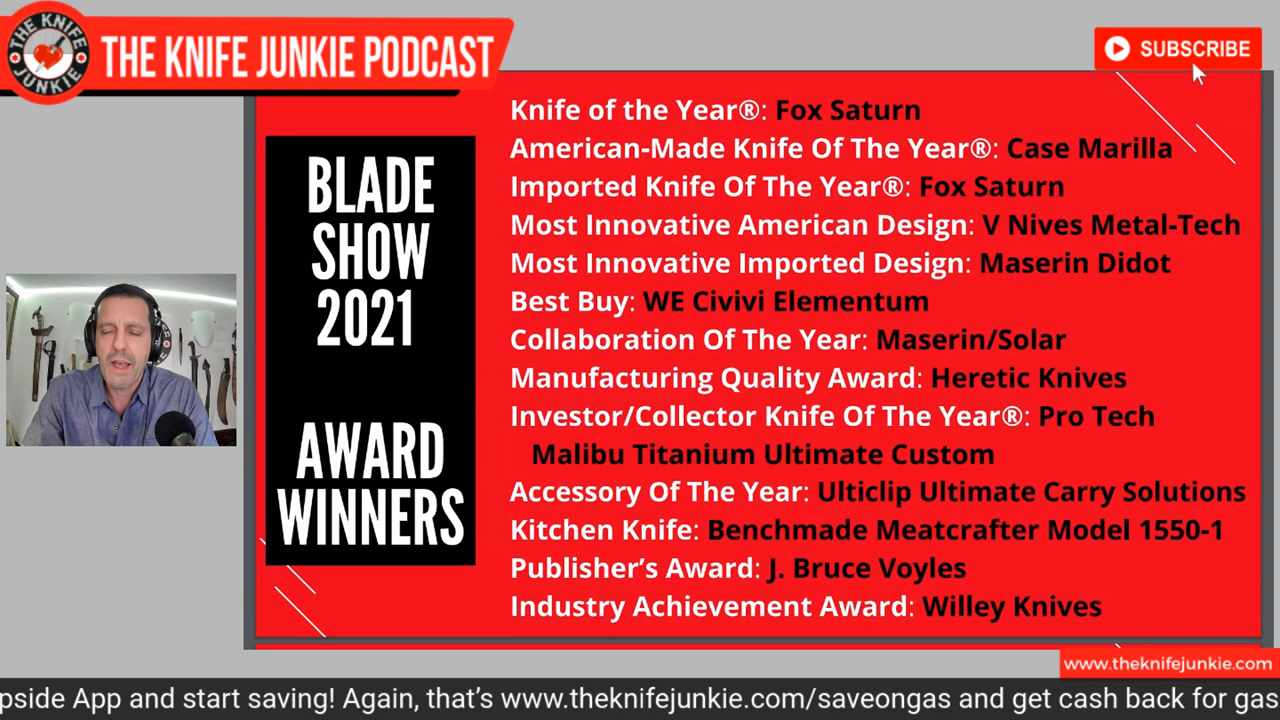 THE KNIFE
JUNKIE
THE KNIFE JUNKIE PODCAST
SUBSCRIBE
BLADE
SHOW
2021
AWARD
WINNERS
Knife of the Year®: Fox Saturn
American-Made Knife Of The Year®: Case Marilla
Imported Knife Of The Year®: Fox Saturn
Most Innovative American Design: V Nives Metal-Tech
Most Innovative Imported Design: Maserin Didot
Best Buy: WE Civivi Elementum
Collaboration Of The Year: Maserin/Solar
Manufacturing Quality Award: Heretic Knives
Investor/Collector Knife Of The Year®: Pro Tech
Malibu Titanium Ultimate Custom
Accessory Of The Year: Ulticlip Ultimate Carry Solutions
Kitchen Knife: Benchmade Meatcrafter Model 1550-1
Publisher’s Award: J. Bruce Voyles
Industry Achievement Award: Willey Knives
www.theknifejunkie.com
pside App and start saving! Again, that’s www.theknifejunkie.com/saveongas and get cash back for gas